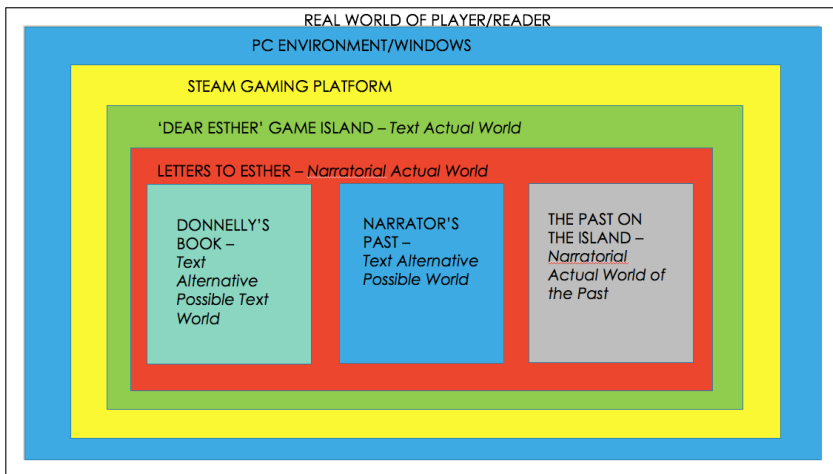 REAL WORLD OF PLAYER/READER
PC ENVIRONMENT/WINDOWS
STEAM GAMING PLATFORM
‘DEAR ESTHER’ GAME ISLAND – Text Actual World
LETTERS TO ESTHER – Narratorial Actual World
DONNELLY’S
BOOK –
Text
Alternative
Possible Text
World
NARRATOR’S
PAST –
Text Alternative
Possible World
THE PAST ON
THE ISLAND –
Narratorial
Actual World of
the Past